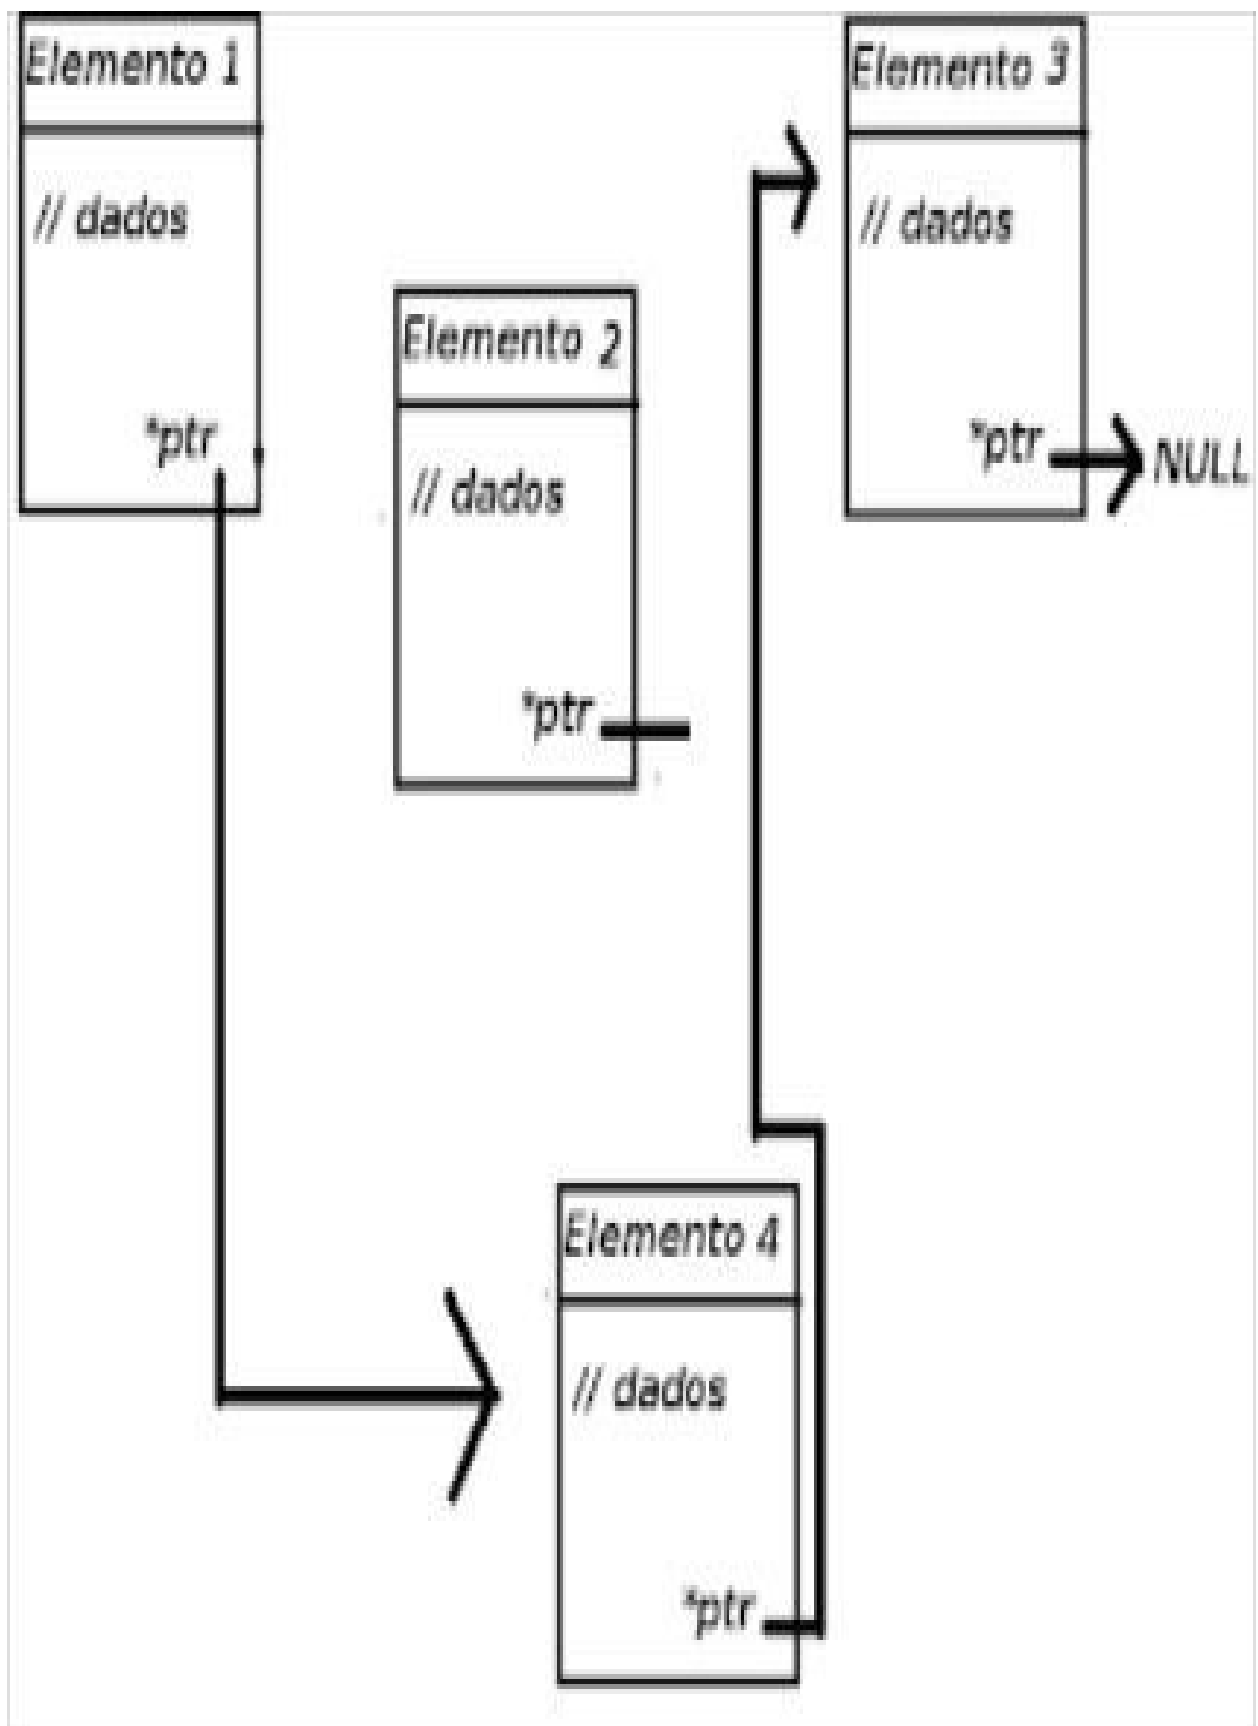 Elemento 1
// dados
*ptr
Elemento 2
// dados
*ptr
Elemento 3
// dados
*ptr
NULL
Elemento 4
// dados
*ptr